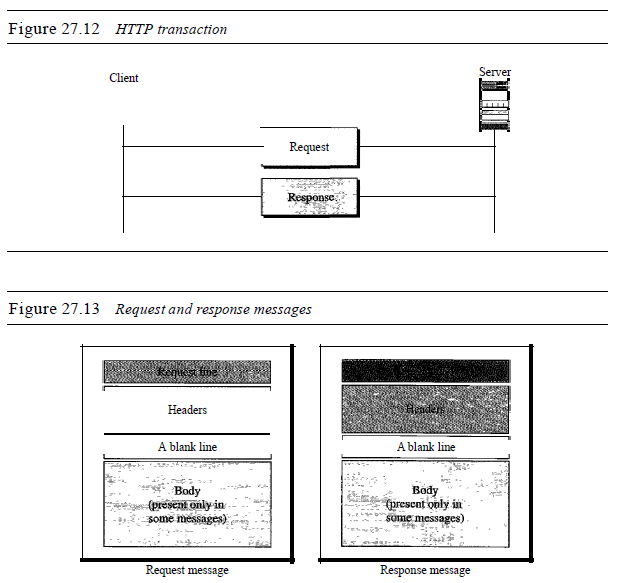 Figure 27.12 HTTP transaction
Client
Server
Request
Response
Figure 27.13 Request and response messages
Request line
Headers
A blank line
Body
(present only in
some messages)
Request message
Headers
A blank line
Body
(present only in
some messages)
Response message